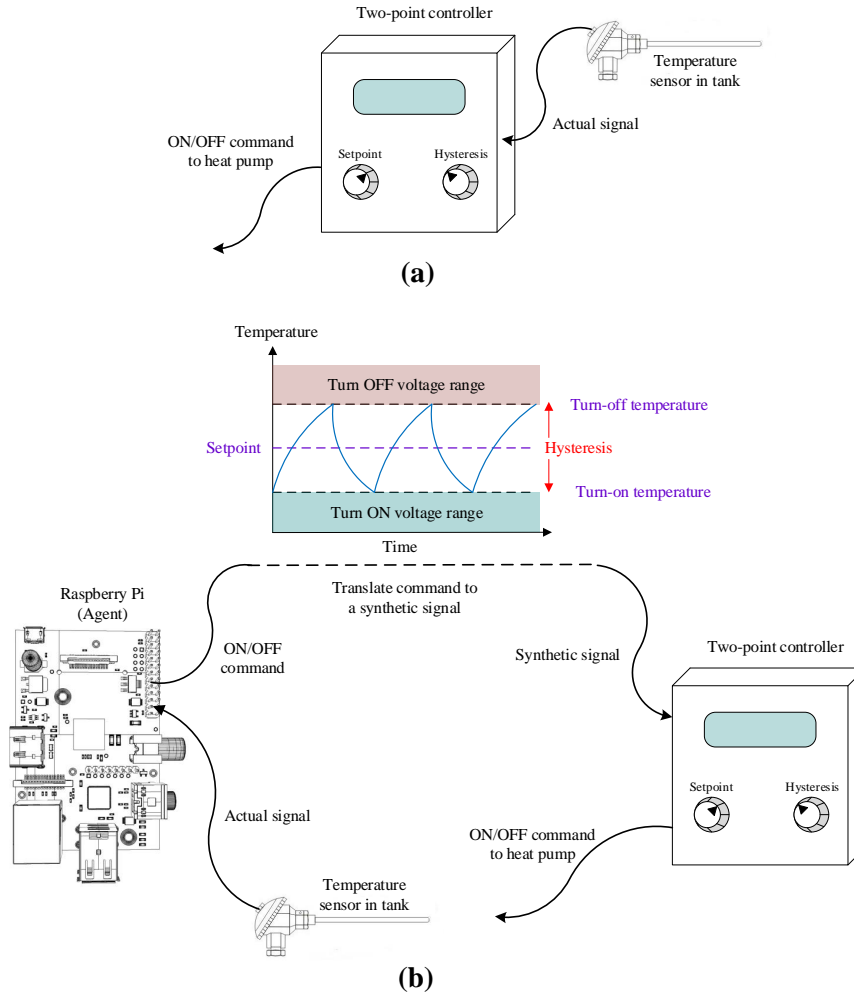 Two-point controller
Temperature
sensor in tank
Actual signal
ON/OFF command
to heat pump
Setpoint
Hysteresis
(a)
Temperature
Turn OFF voltage range
Turn-off temperature
Setpoint
Hysteresis
Turn-on temperature
Turn ON voltage range
Time
Translate command to
a synthetic signal
Raspberry Pi
(Agent)
ON/OFF
command
Synthetic signal
Two-point controller
Setpoint
Hysteresis
Actual signal
ON/OFF command
to heat pump
Temperature
sensor in tank
(b)